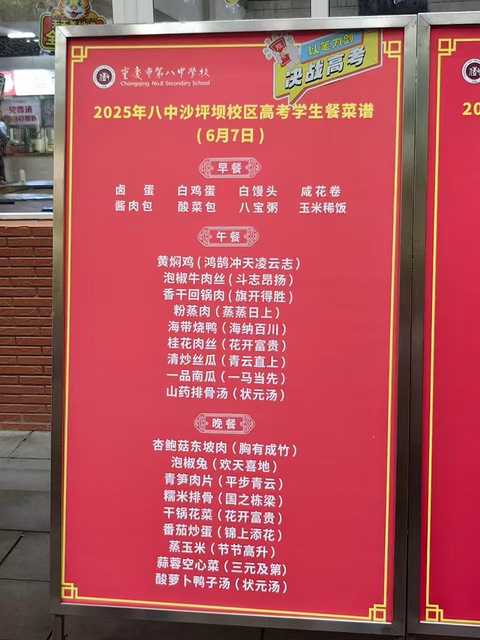 重庆市第八中学校
Chongqing No.8 Secondary School
以笔为剑
决战高考
2025年八中沙坪坝校区高考学生餐菜谱
(6月7日)
早餐
卤 蛋 白鸡蛋 白馒头 咸花卷
酱肉包 酸菜包 八宝粥 玉米稀饭
午餐
黄焖鸡(鸿鹄冲天凌云志)
泡椒牛肉丝(斗志昂扬)
香干回锅肉(旗开得胜)
粉蒸肉(蒸蒸日上)
海带烧鸭(海纳百川)
桂花肉丝(花开富贵)
清炒丝瓜(青云直上)
一品南瓜(一马当先)
山药排骨汤(状元汤)
晚餐
杏鲍菇东坡肉(胸有成竹)
泡椒兔(欢天喜地)
青笋肉片(平步青云)
糯米排骨(国之栋梁)
干锅花菜(花开富贵)
番茄炒蛋(锦上添花)
蒸玉米(节节高升)
蒜蓉空心菜(三元及第)
酸萝卜鸭子汤(状元汤)
20